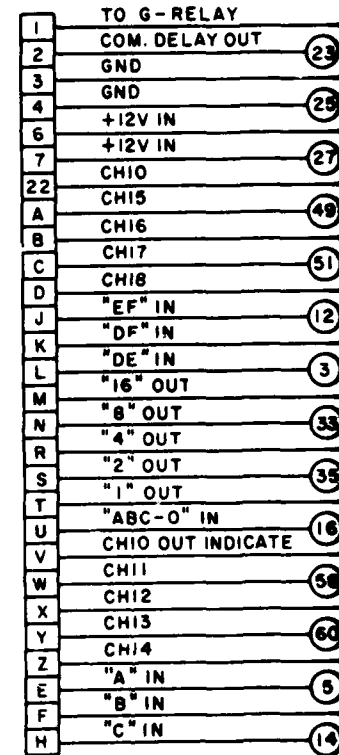 1 TO G-RELAY
2 COM. DELAY OUT 23
3 GND
4 GND 25
6 +12V IN
7 +12V IN 27
22 CH10
A CH15 49
B CH16
C CH17 51
D CH18
J "EF" IN 12
K "DF" IN
L "DE" IN 3
M "16" OUT
N "8" OUT 33
R "4" OUT
S "2" OUT 35
T "1" OUT
U "ABC-0" IN 16
V CH10 OUT INDICATE
W CH11
X CH12
Y CH13 60
Z CH14
E "A" IN 5
F "B" IN
H "C" IN 14